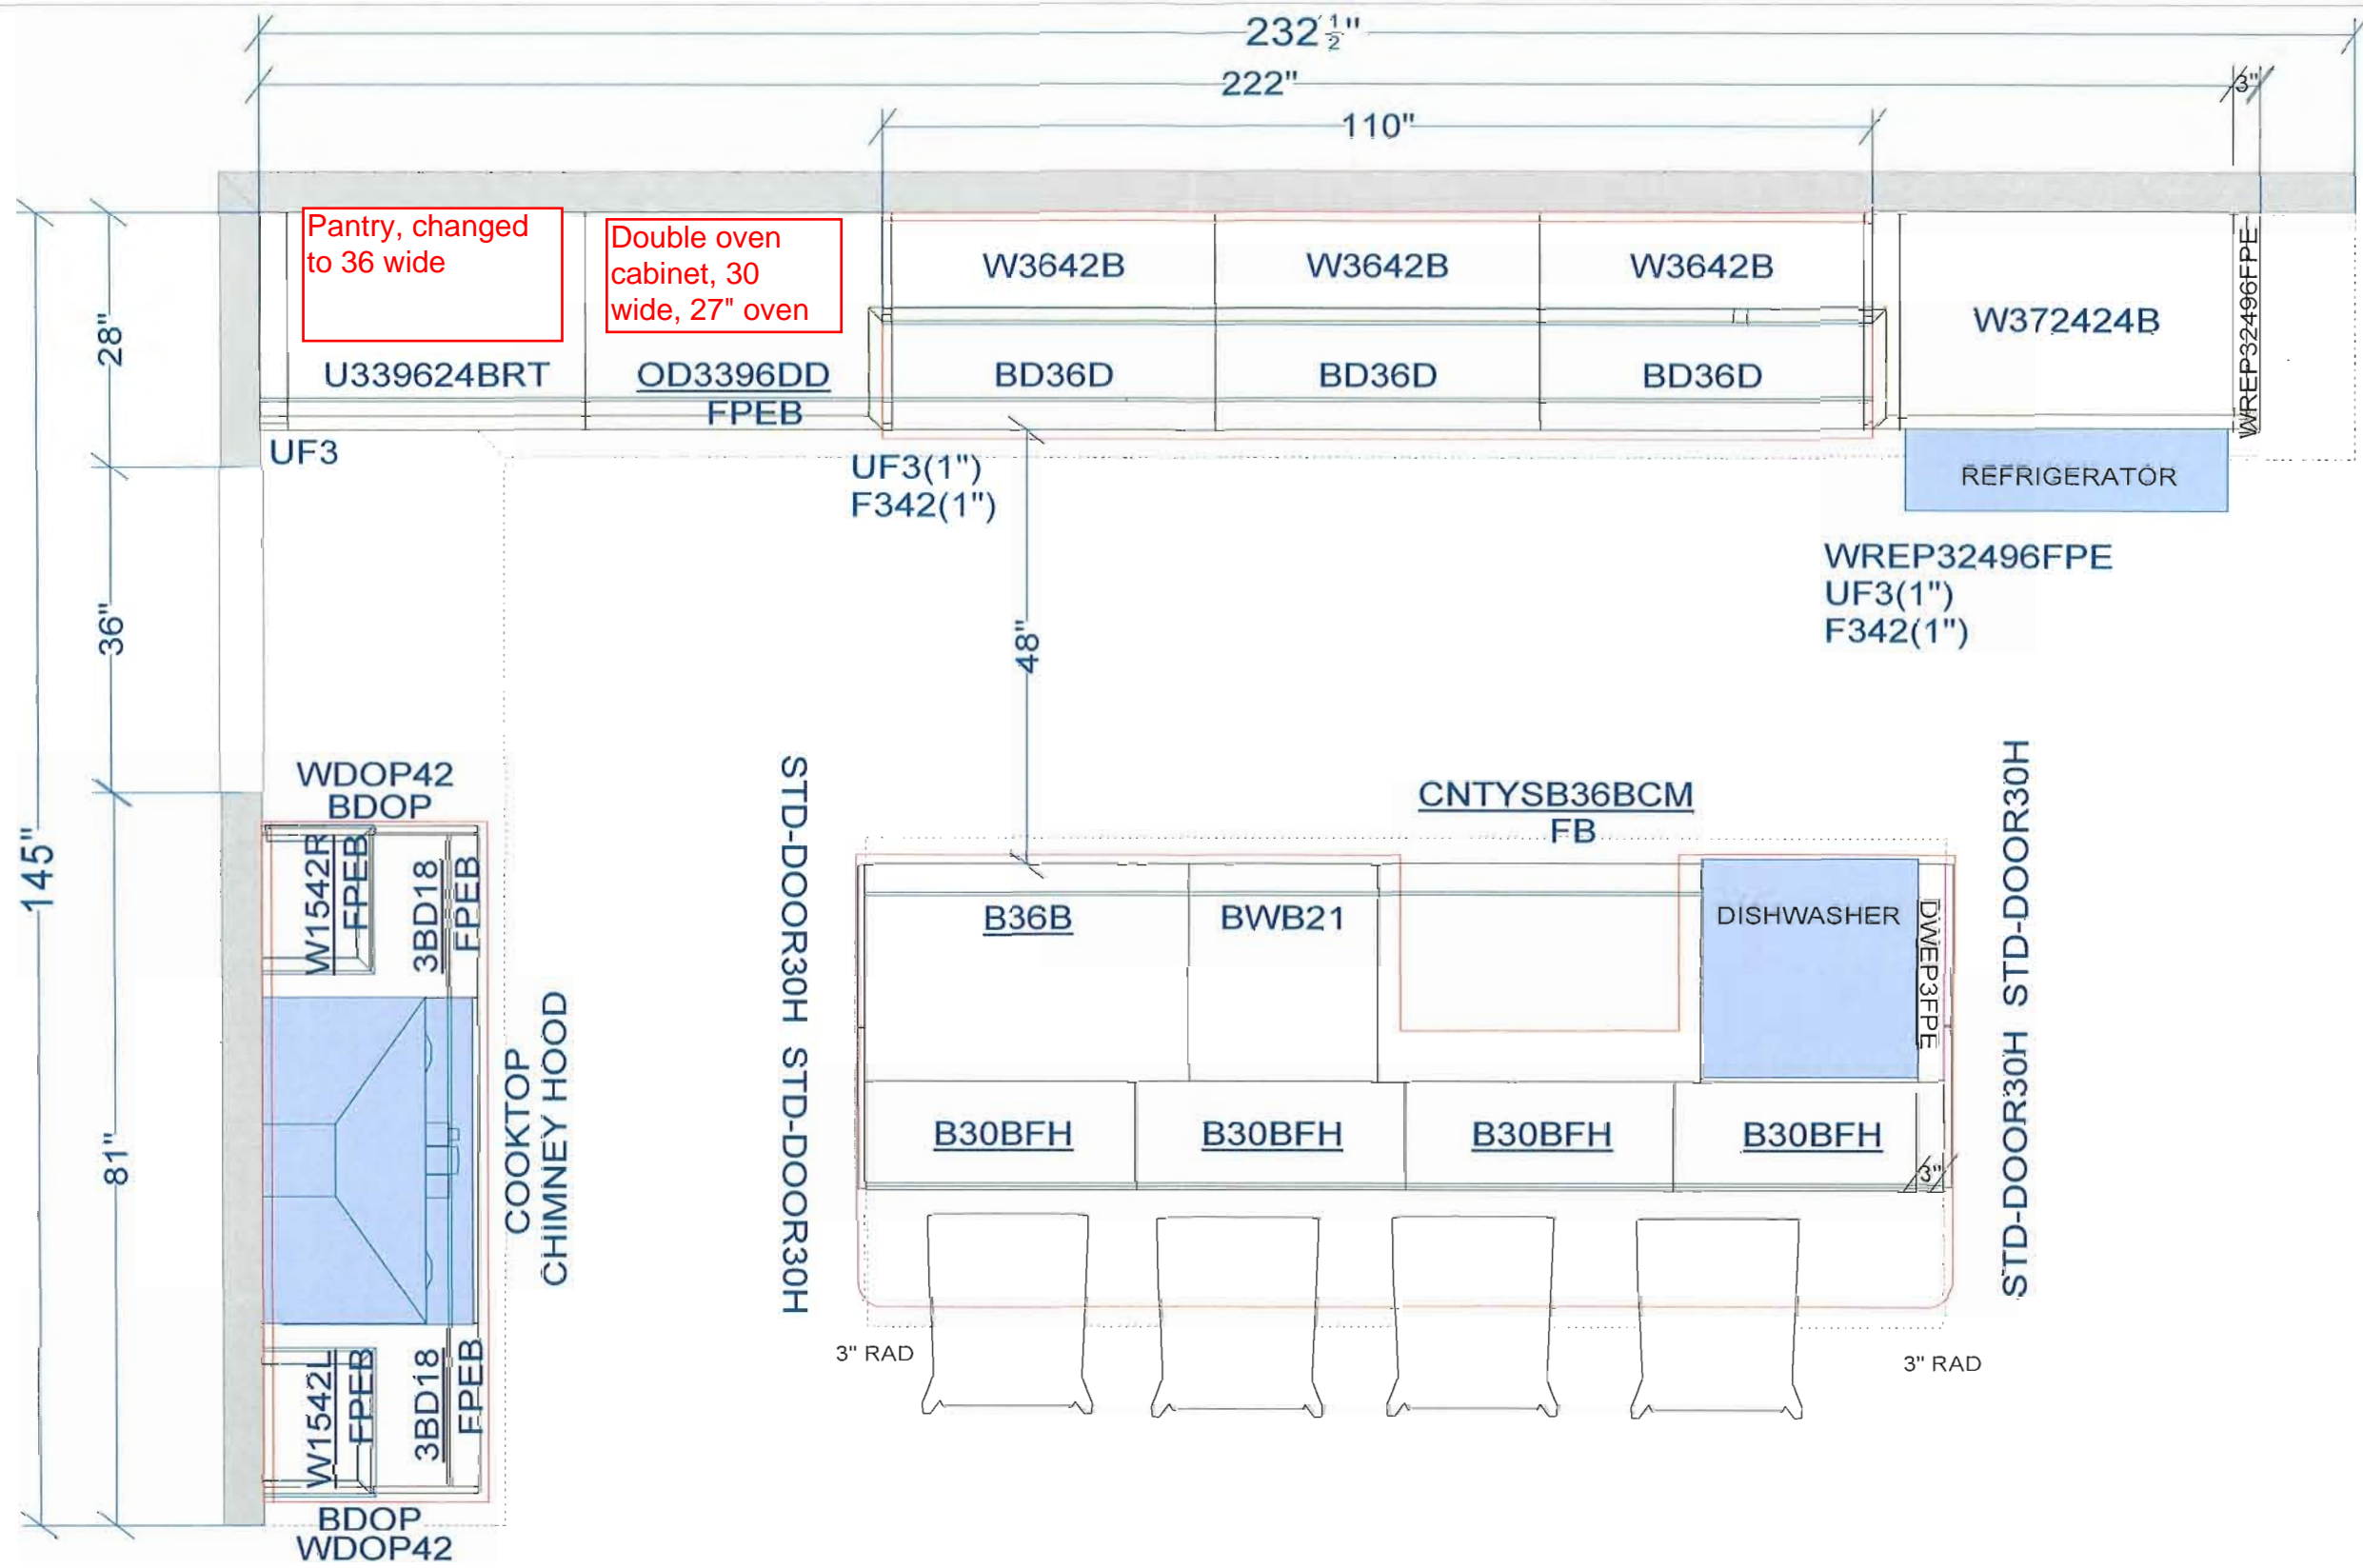 232 1/2"
222"
3"
110"
Pantry, changed
to 36 wide
Double oven
cabinet, 30
wide, 27" oven
W3642B
W3642B
W3642B
W372424B
WREP32496FPE
U339624BRT
OD3396DD
FPEB
BD36D
BD36D
BD36D
UF3
UF3(1")
F342(1")
REFRIGERATOR
WREP32496FPE
UF3(1")
F342(1")
28"
36"
145"
81"
48"
WDOP42
BDOP
W1542R
FPEB
3BD18
FPEB
COOKTOP
CHIMNEY HOOD
W1542L
FPEB
3BD18
FPEB
BDOP
WDOP42
STD-DOOR30H STD-DOOR30H
CNTYSB36BCM
FB
B36B
BWB21
DISHWASHER
DWEP3FPE
B30BFH
B30BFH
B30BFH
B30BFH
3"
STD-DOOR30H STD-DOOR30H
3" RAD
3" RAD